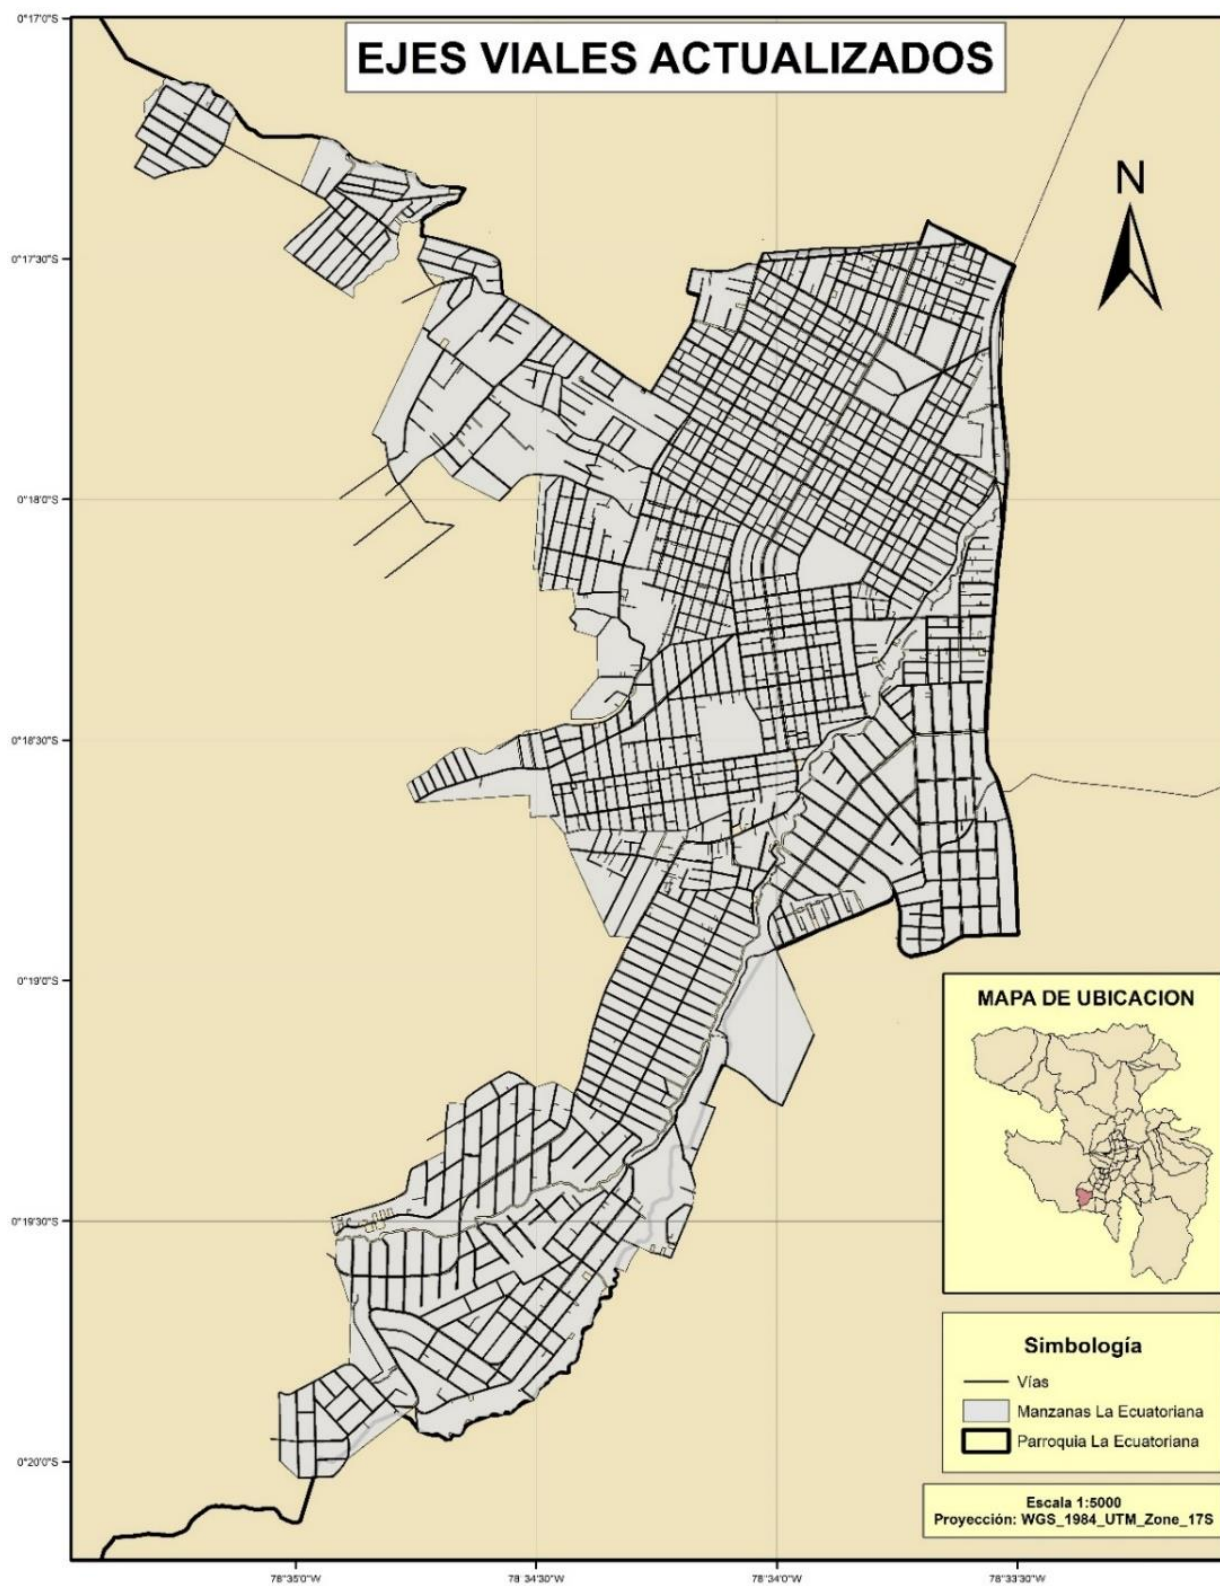 EJES VIALES ACTUALIZADOS
0°17'0"S
N
0°17'30"S
0°18'0"S
0°18'30"S
0°19'0"S
MAPA DE UBICACION
0°19'30"S
Simbología
Vías
Manzanas La Ecuatoriana
Parroquia La Ecuatoriana
0°20'0"S
Escala 1:5000
Proyección: WGS_1984_UTM_Zone_17S
78°35'0"W
78°34'30"W
78°34'0"W
78°33'30"W